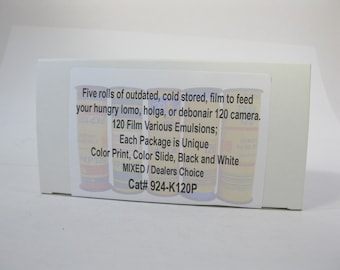 Five rolls of outdated, cold stored, film to feed
your hungry lomo, holga, or debonair 120 camera.
120 Film Various Emulsions;
Each Package is Unique
Color Print, Color Slide, Black and White
MIXED / Dealers Choice
Cat# 924-K120P